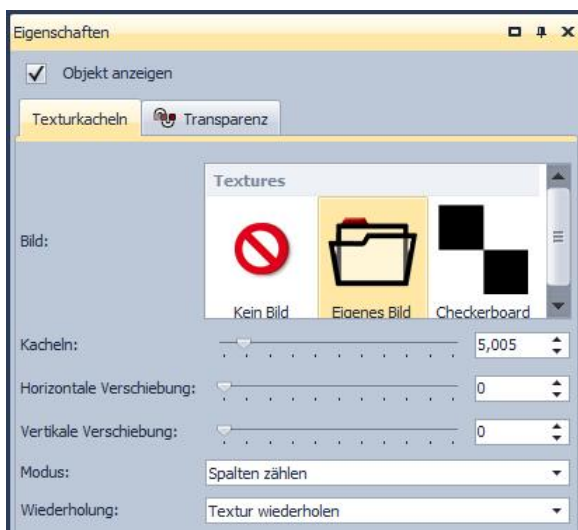 Eigenschaften
Objekt anzeigen
Texturkacheln Transparenz
Textures
Bild:
Kein Bild Eigenes Bild Checkerboard
Kacheln: 5,005
Horizontale Verschiebung: 0
Vertikale Verschiebung: 0
Modus: Spalten zählen
Wiederholung: Textur wiederholen